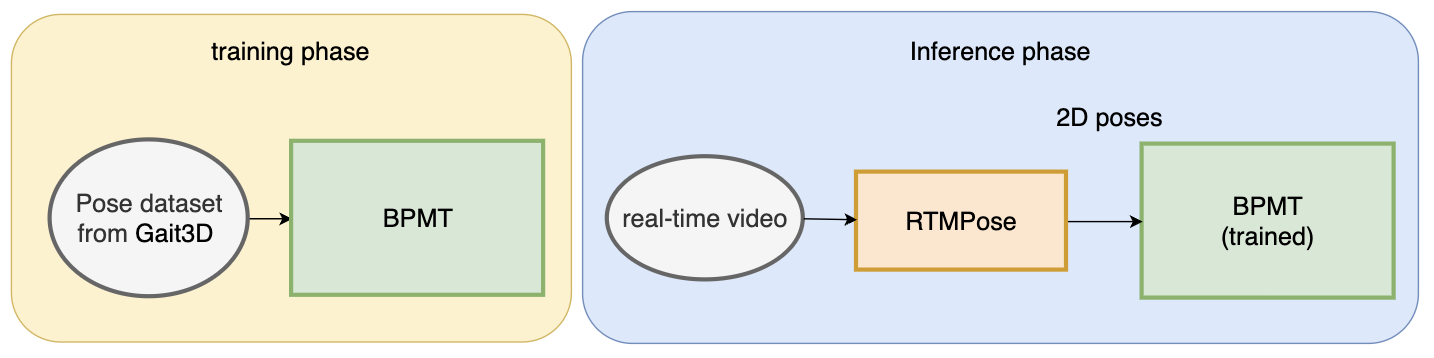 training phase
Pose dataset
from Gait3D
BPMT
Inference phase
real-time video
RTMPose
2D poses
BPMT
(trained)